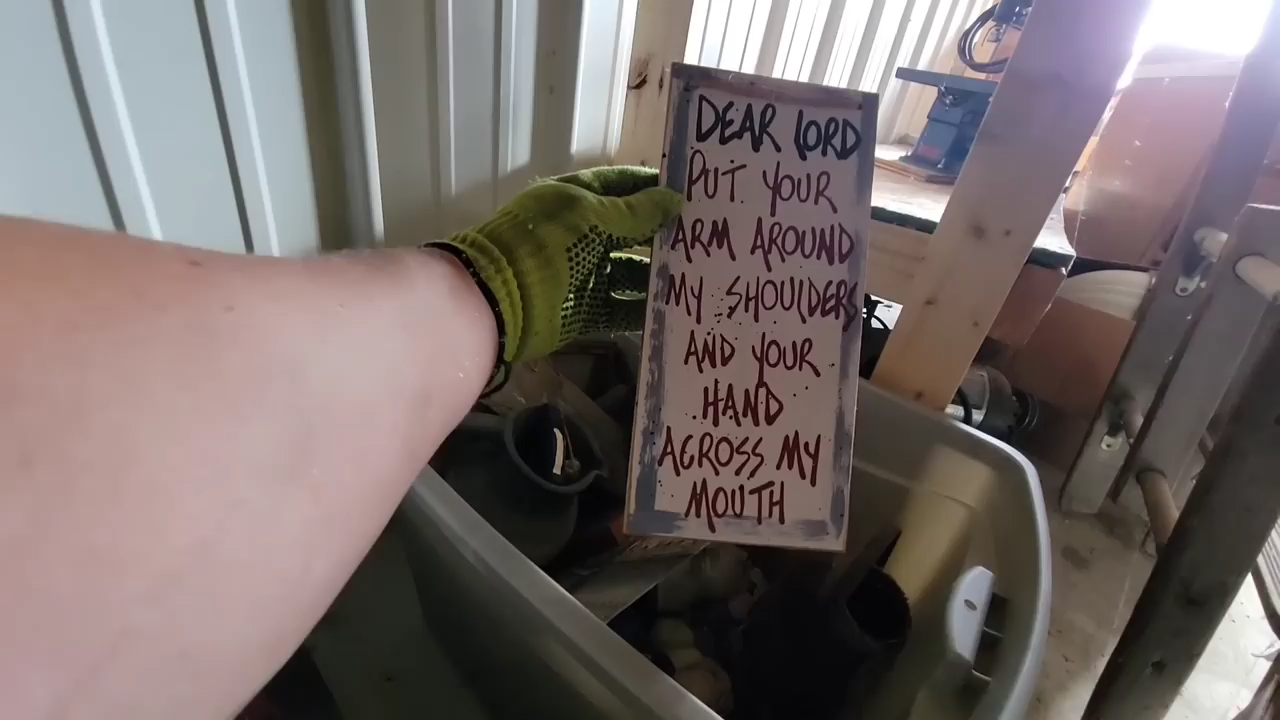 DEAR LORD
PUT YOUR
ARM AROUND
MY SHOULDERS
AND YOUR
HAND
ACROSS MY
MOUTH